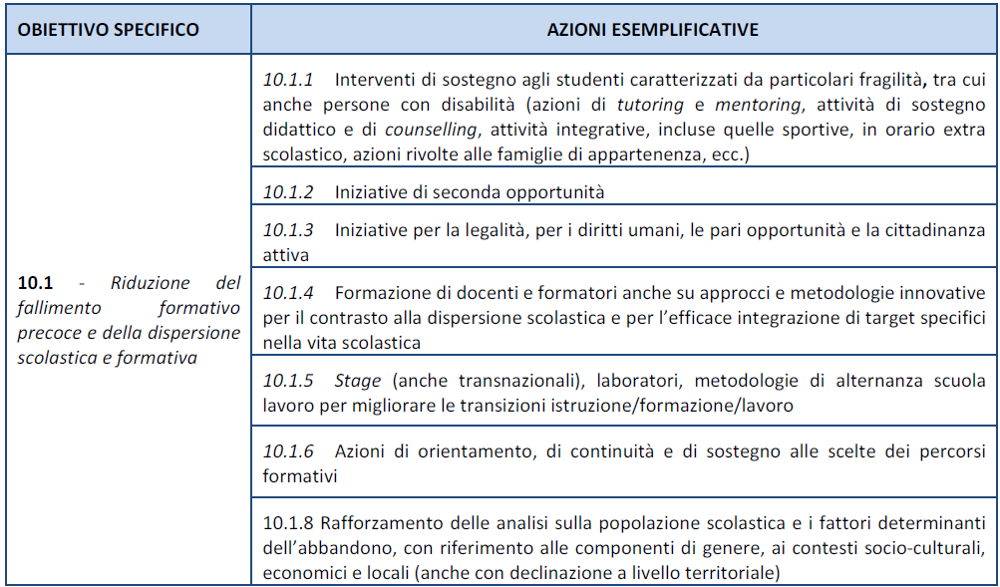 OBIETTIVO SPECIFICO
AZIONI ESEMPLIFICATIVE
10.1 - Riduzione del
fallimento formativo
precoce e della dispersione
scolastica e formativa
10.1.1 Interventi di sostegno agli studenti caratterizzati da particolari fragilità, tra cui
anche persone con disabilità (azioni di tutoring e mentoring, attività di sostegno
didattico e di counselling, attività integrative, incluse quelle sportive, in orario extra
scolastico, azioni rivolte alle famiglie di appartenenza, ecc.)
10.1.2 Iniziative di seconda opportunità
10.1.3 Iniziative per la legalità, per i diritti umani, le pari opportunità e la cittadinanza
attiva
10.1.4 Formazione di docenti e formatori anche su approcci e metodologie innovative
per il contrasto alla dispersione scolastica e per l’efficace integrazione di target specifici
nella vita scolastica
10.1.5 Stage (anche transnazionali), laboratori, metodologie di alternanza scuola
lavoro per migliorare le transizioni istruzione/formazione/lavoro
10.1.6 Azioni di orientamento, di continuità e di sostegno alle scelte dei percorsi
formativi
10.1.8 Rafforzamento delle analisi sulla popolazione scolastica e i fattori determinanti
dell’abbandono, con riferimento alle componenti di genere, ai contesti socio-culturali,
economici e locali (anche con declinazione a livello territoriale)